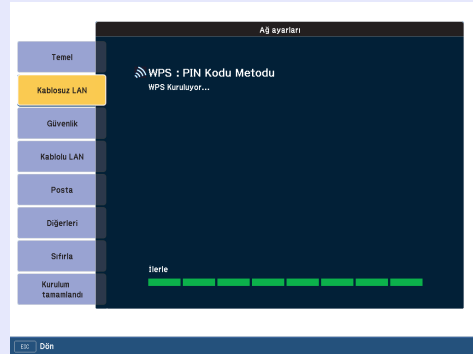 Ağ ayarları
Temel
Kablosuz LAN
Güvenlik
Kablolu LAN
Posta
Diğerleri
Sıfırla
Kurulum
tamamlandı
WPS : PIN Kodu Metodu
WPS Kuruluyor...
İlerle
ESC Dön